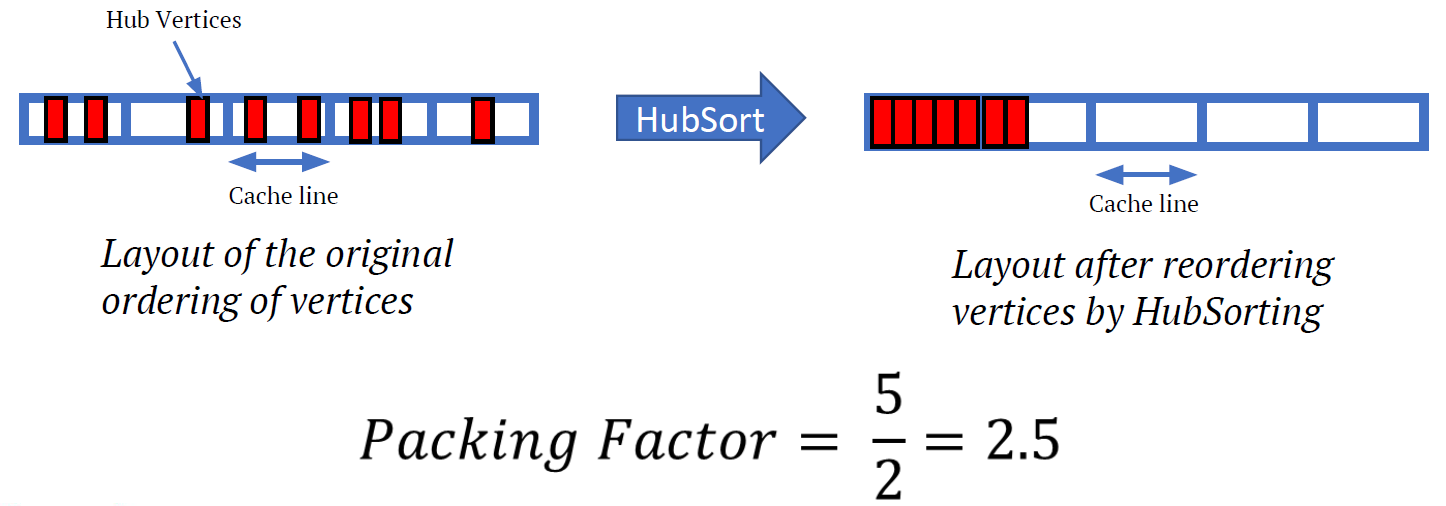 Hub Vertices
HubSort
Cache line
Cache line
Layout of the original
ordering of vertices
Layout after reordering
vertices by HubSorting
Packing Factor = 5/2 = 2.5